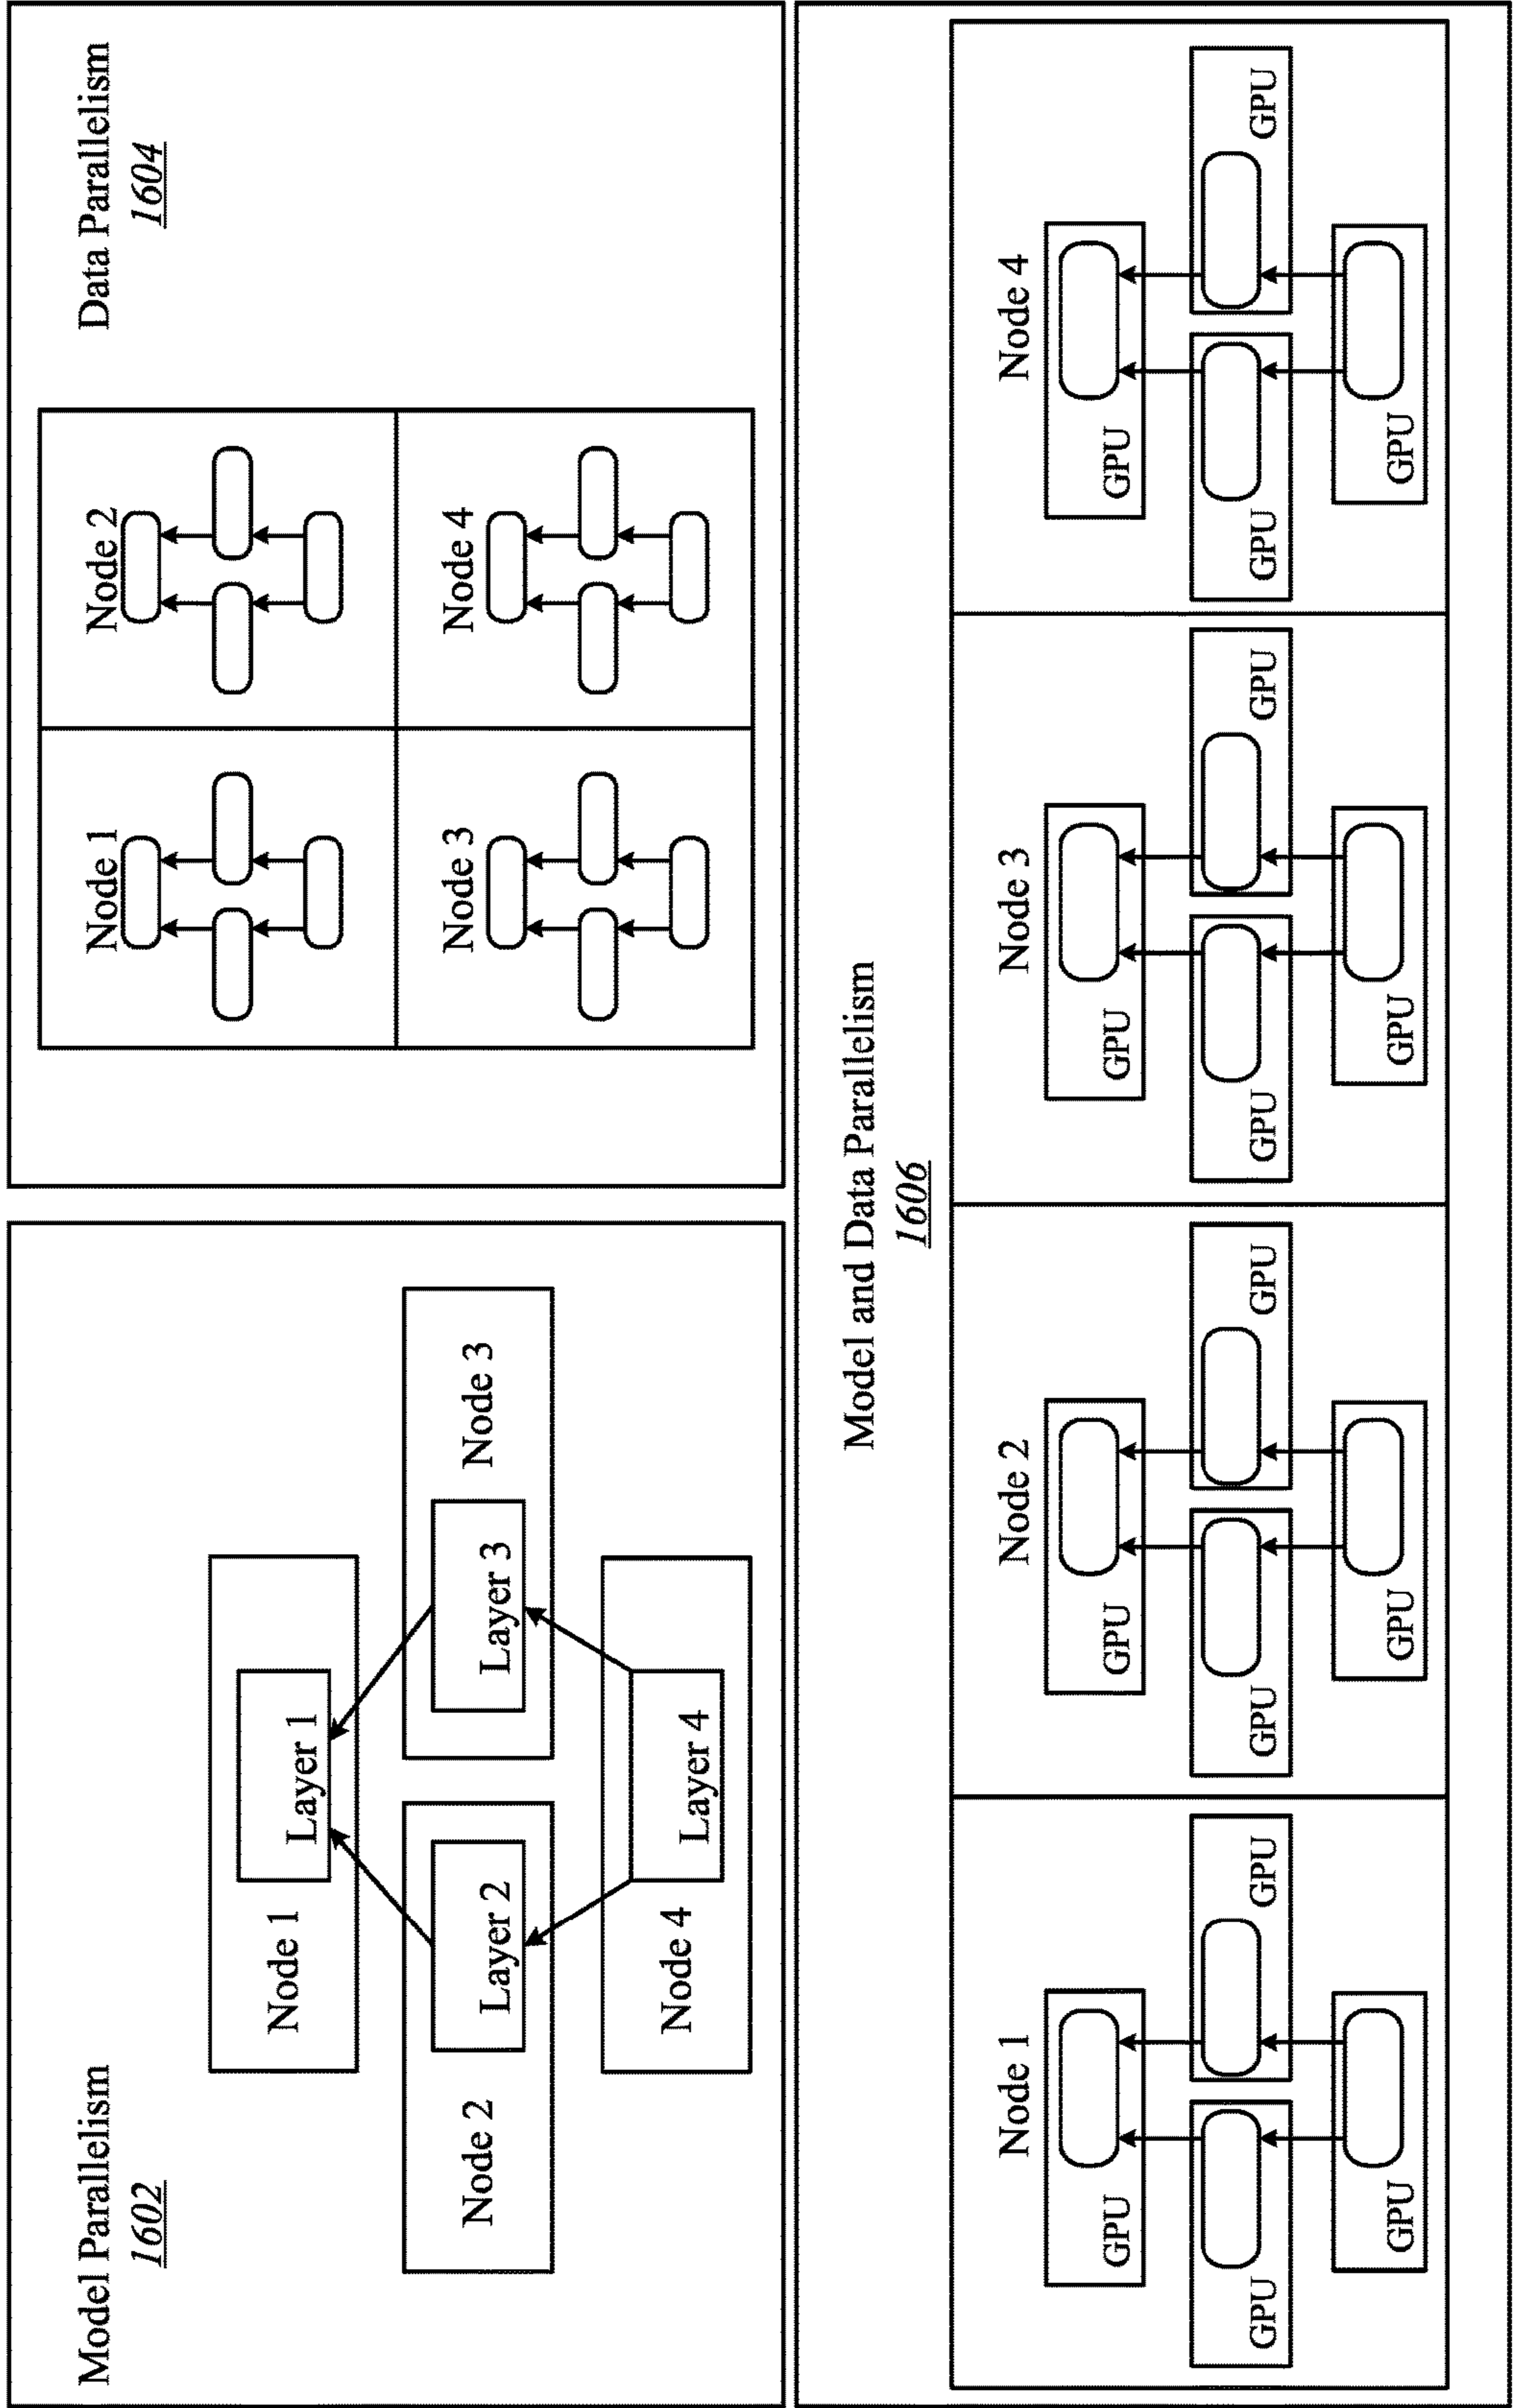 Model Parallelism
1602
Node 1
Layer 1
Node 2
Layer 2
Layer 3
Node 3
Node 4
Layer 4
Data Parallelism
1604
Node 1
Node 2
Node 3
Node 4
Model and Data Parallelism
1606
Node 1
GPU
GPU
GPU
GPU
Node 2
GPU
GPU
GPU
GPU
Node 3
GPU
GPU
GPU
GPU
Node 4
GPU
GPU
GPU
GPU